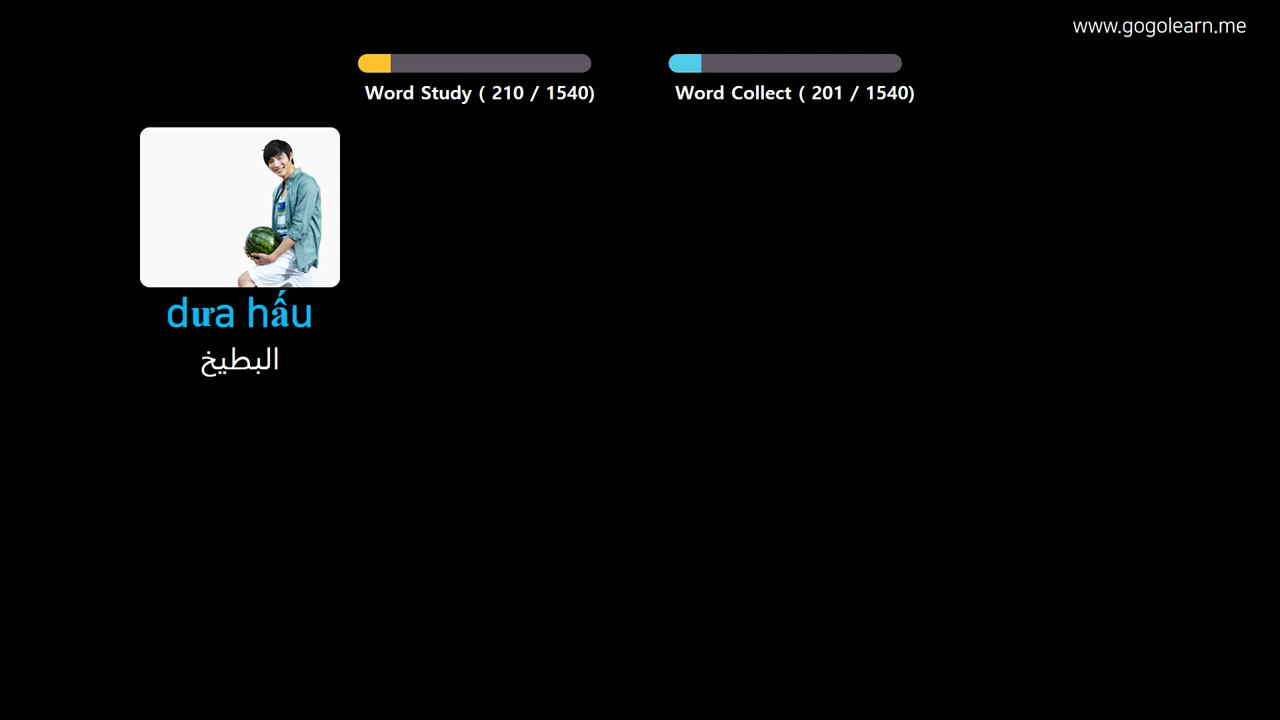 www.gogolearn.me
Word Study ( 210 / 1540)
Word Collect ( 201 / 1540)
dưa hấu
البطيخ